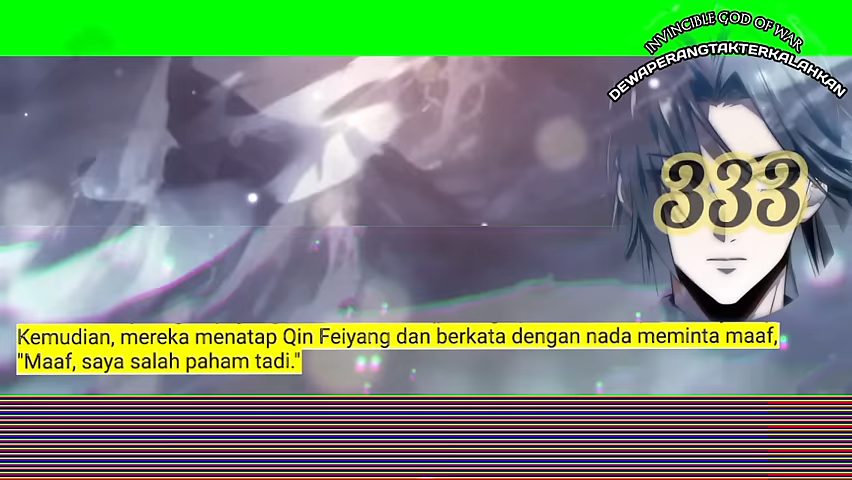 INVINCIBLE GOD OF WAR
DEWAPERANGTAKTERKALAHKAN
333
Kemudian, mereka menatap Qin Feiyang dan berkata dengan nada meminta maaf,
"Maaf, saya salah paham tadi."